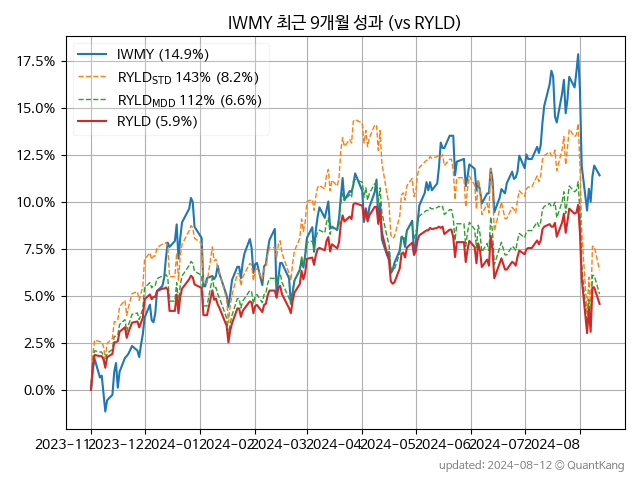 IWMY 최근 9개월 성과 (vs RYLD)
IWMY (14.9%)
RYLDSTD 143% (8.2%)
RYLDMDD 112% (6.6%)
RYLD (5.9%)
17.5%
15.0%
12.5%
10.0%
7.5%
5.0%
2.5%
0.0%
2023-11 2023-12 2024-01 2024-02 2024-03 2024-04 2024-05 2024-06 2024-07 2024-08
updated: 2024-08-12 © QuantKang